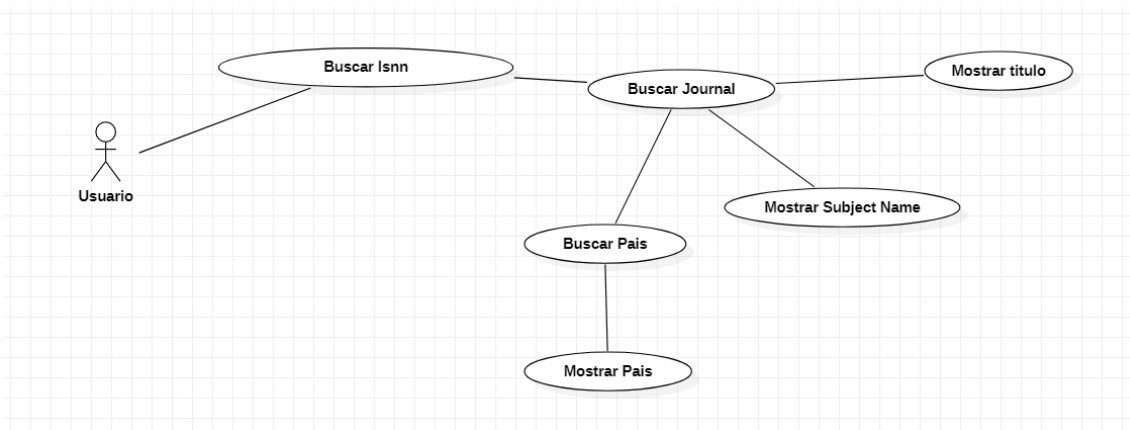 Buscar Isnn
Buscar Journal
Mostrar titulo
Usuario
Mostrar Subject Name
Buscar Pais
Mostrar Pais